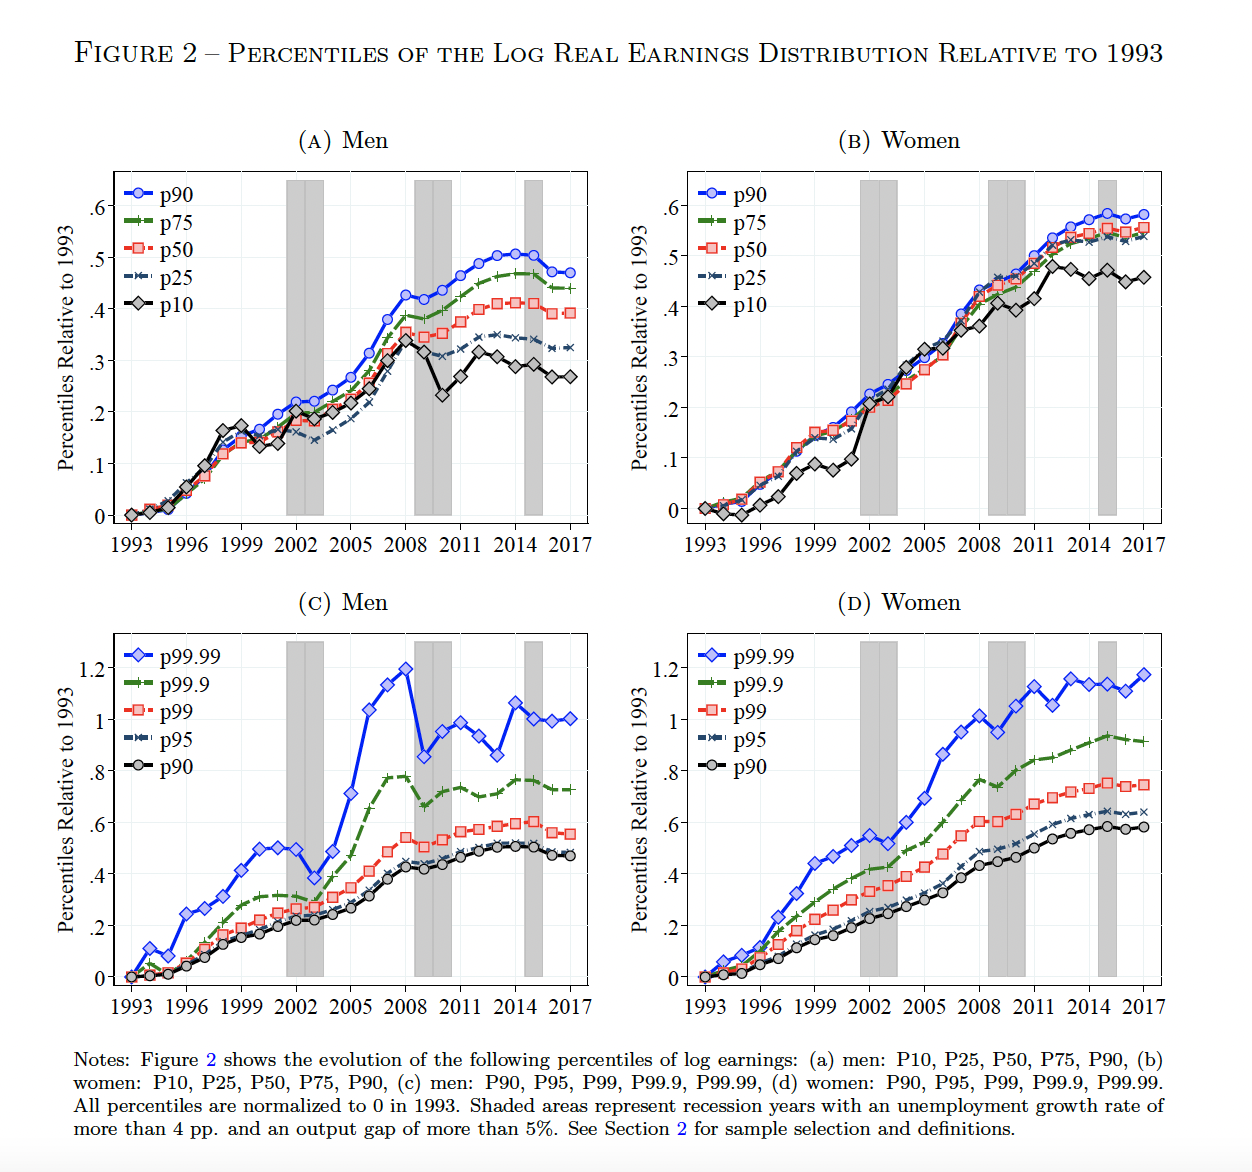 FIGURE 2 – PERCENTILES OF THE LOG REAL EARNINGS DISTRIBUTION RELATIVE TO 1993
(A) Men
Percentiles Relative to 1993
.6
.5
.4
.3
.2
.1
0
p90
p75
p50
p25
p10
1993 1996 1999 2002 2005 2008 2011 2014 2017
(B) Women
Percentiles Relative to 1993
.6
.5
.4
.3
.2
.1
0
p90
p75
p50
p25
p10
1993 1996 1999 2002 2005 2008 2011 2014 2017
(C) Men
Percentiles Relative to 1993
1.2
1
.8
.6
.4
.2
0
p99.99
p99.9
p99
p95
p90
1993 1996 1999 2002 2005 2008 2011 2014 2017
(D) Women
Percentiles Relative to 1993
1.2
1
.8
.6
.4
.2
0
p99.99
p99.9
p99
p95
p90
1993 1996 1999 2002 2005 2008 2011 2014 2017
Notes: Figure 2 shows the evolution of the following percentiles of log earnings: (a) men: P10, P25, P50, P75, P90, (b)
women: P10, P25, P50, P75, P90, (c) men: P90, P95, P99, P99.9, P99.99, (d) women: P90, P95, P99, P99.9, P99.99.
All percentiles are normalized to 0 in 1993. Shaded areas represent recession years with an unemployment growth rate of
more than 4 pp. and an output gap of more than 5%. See Section 2 for sample selection and definitions.